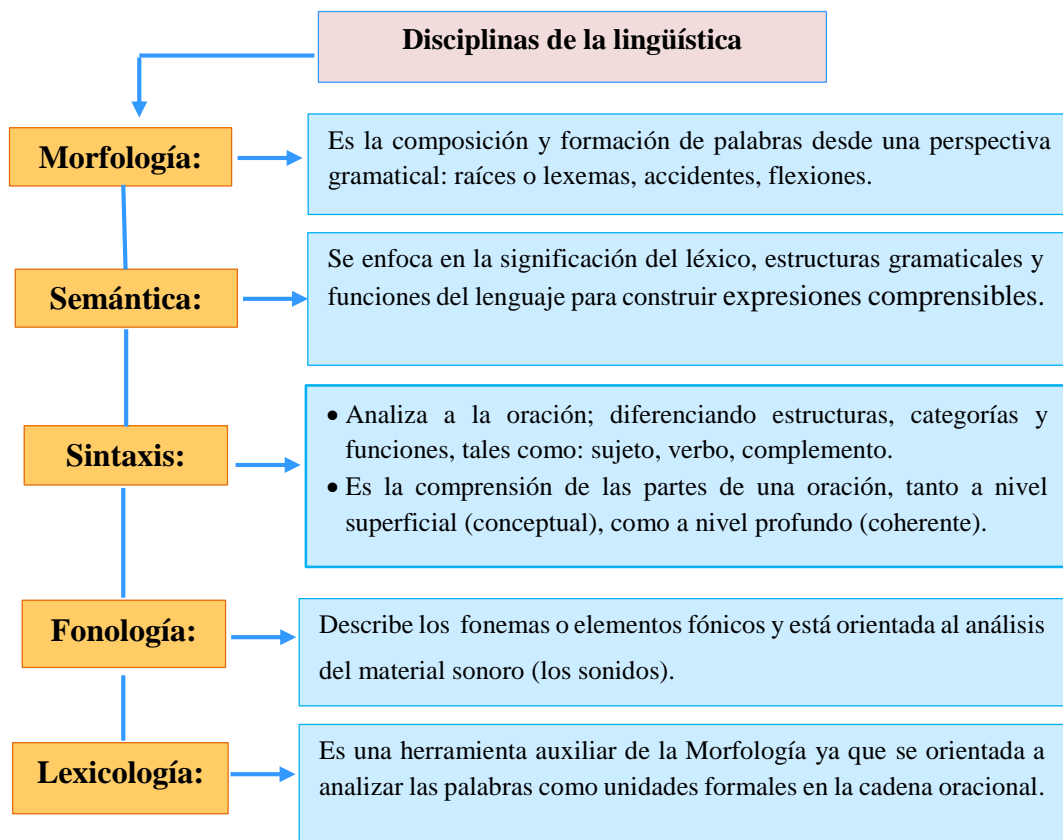 Disciplinas de la lingüística
Morfología:
Es la composición y formación de palabras desde una perspectiva
gramatical: raíces o lexemas, accidentes, flexiones.
Semántica:
Se enfoca en la significación del léxico, estructuras gramaticales y
funciones del lenguaje para construir expresiones comprensibles.
Sintaxis:
• Analiza a la oración; diferenciando estructuras, categorías y
funciones, tales como: sujeto, verbo, complemento.
• Es la comprensión de las partes de una oración, tanto a nivel
superficial (conceptual), como a nivel profundo (coherente).
Fonología:
Describe los fonemas o elementos fónicos y está orientada al análisis
del material sonoro (los sonidos).
Lexicología:
Es una herramienta auxiliar de la Morfología ya que se orientada a
analizar las palabras como unidades formales en la cadena oracional.